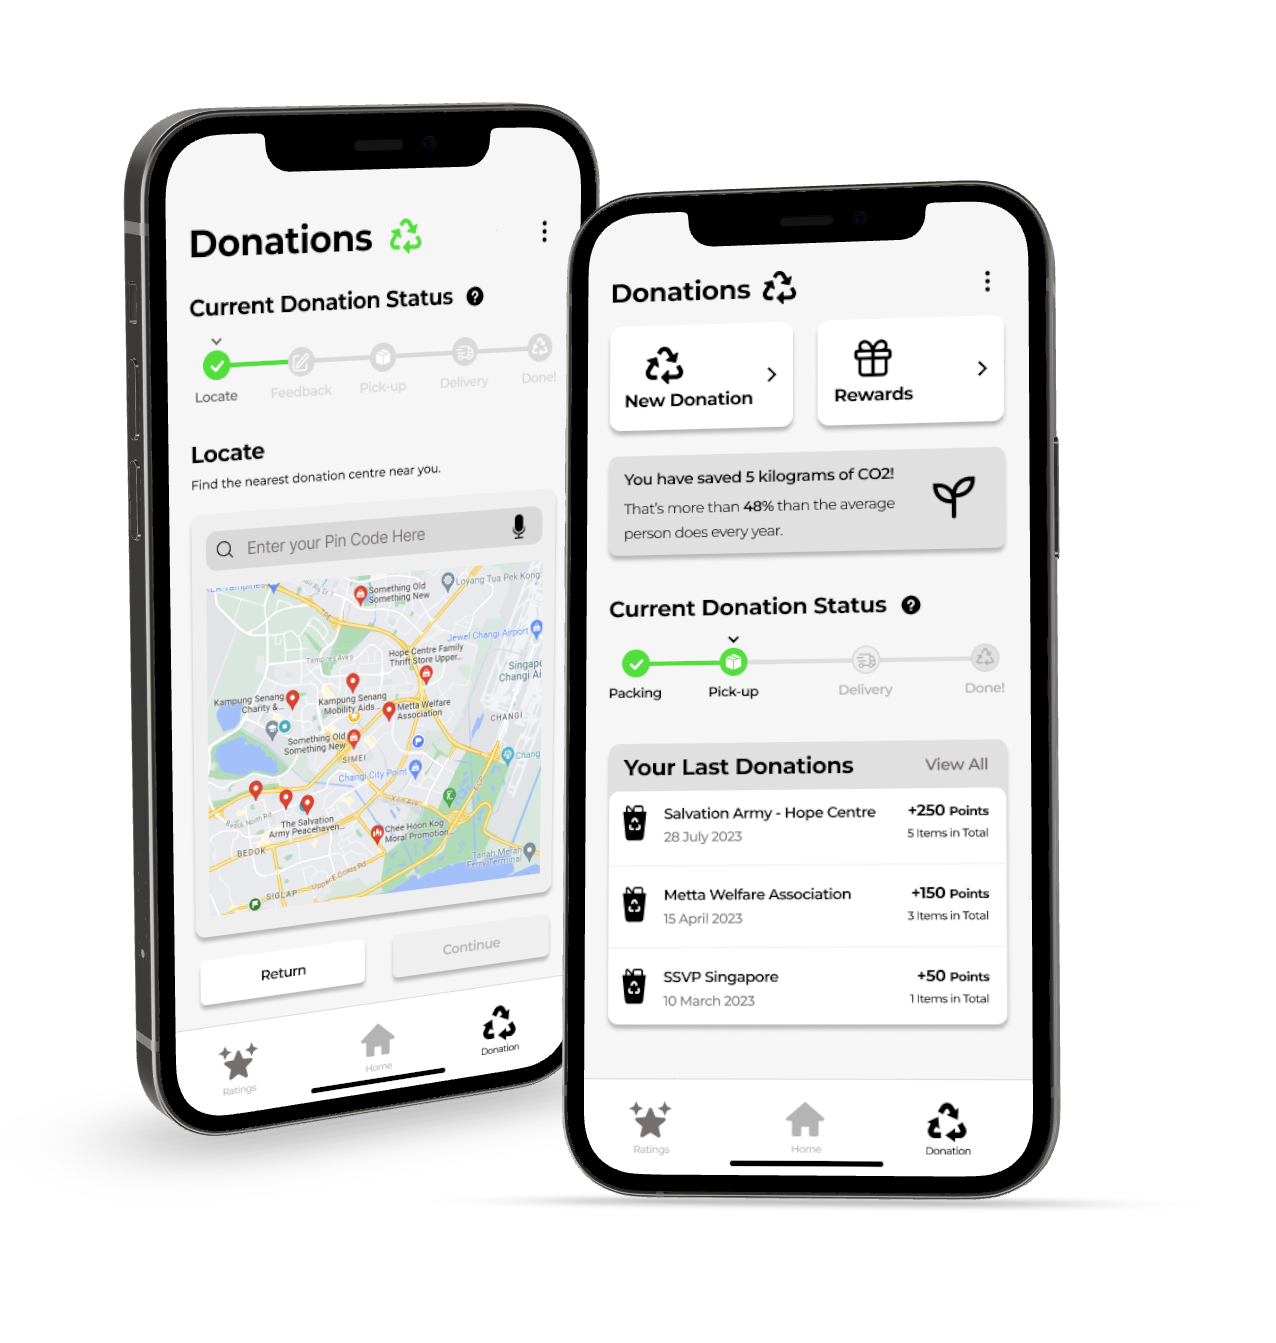 Donations
Current Donation Status ?
Locate
Feedback
Pick-up
Delivery
Done!
Locate
Find the nearest donation centre near you.
Enter your Pin Code Here
Something Old
Something New
Loyang Tua Pek Kong
Jewel Changi Airport
Hope Centre Family
Thrift Store Upper...
TPE
Tampines Ave 7
Singapo
Changi Ai
Kampung Senang
Charity &...
Kampung Senang
Mobility Aids...
Metta Welfare
Association
CHANGI
Something Old
Something New
SIMEI
Chang
Changi City Point
The Salvation
Army Peacehaven...
Chee Hoon Kog
Moral Promotion...
BEDOK
Tanah Merah
Ferry Terminal
SIGLAP
Upper E Coast Rd
Return
Continue
Ratings
Home
Donation
Donations
New Donation
Rewards
You have saved 5 kilograms of CO2!
That's more than 48% than the average
person does every year.
Current Donation Status ?
Packing
Pick-up
Delivery
Done!
Your Last Donations
View All
Salvation Army - Hope Centre
+250 Points
28 July 2023
5 Items in Total
Metta Welfare Association
+150 Points
15 April 2023
3 Items in Total
SSVP Singapore
+50 Points
10 March 2023
1 Items in Total
Ratings
Home
Donation